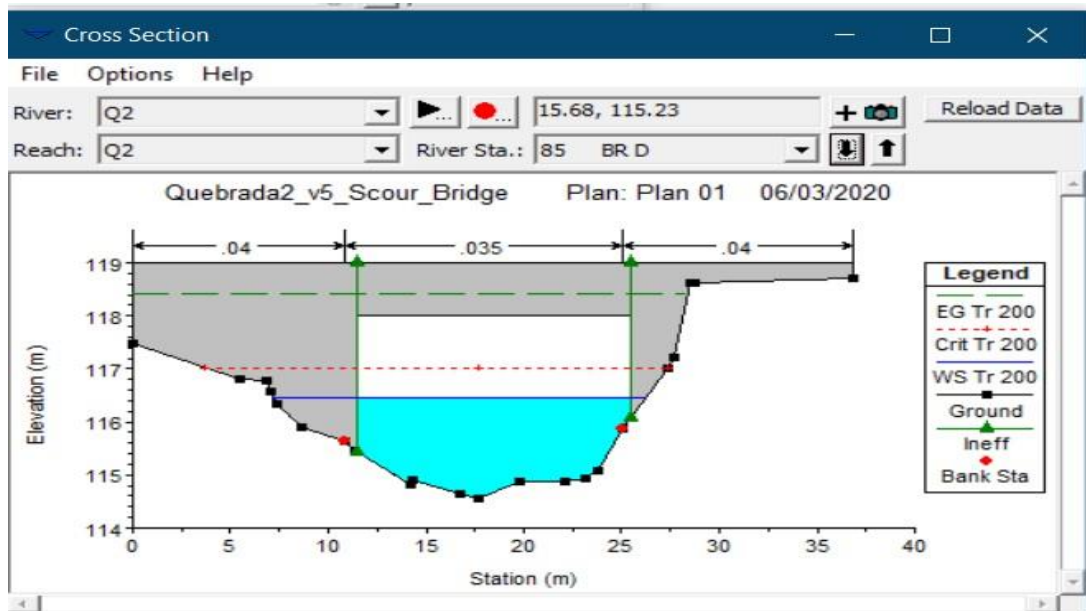 Cross Section
File Options Help
River: Q2 ... ... 15.68, 115.23 Reload Data
Reach: Q2 River Sta.: 85 BR D
Quebrada2_v5_Scour_Bridge Plan: Plan 01 06/03/2020
.04 .035 .04
119
118
117
116
115
114
Elevation (m)
0 5 10 15 20 25 30 35 40
Station (m)
Legend
EG Tr 200
Crit Tr 200
WS Tr 200
Ground
Ineff
Bank Sta